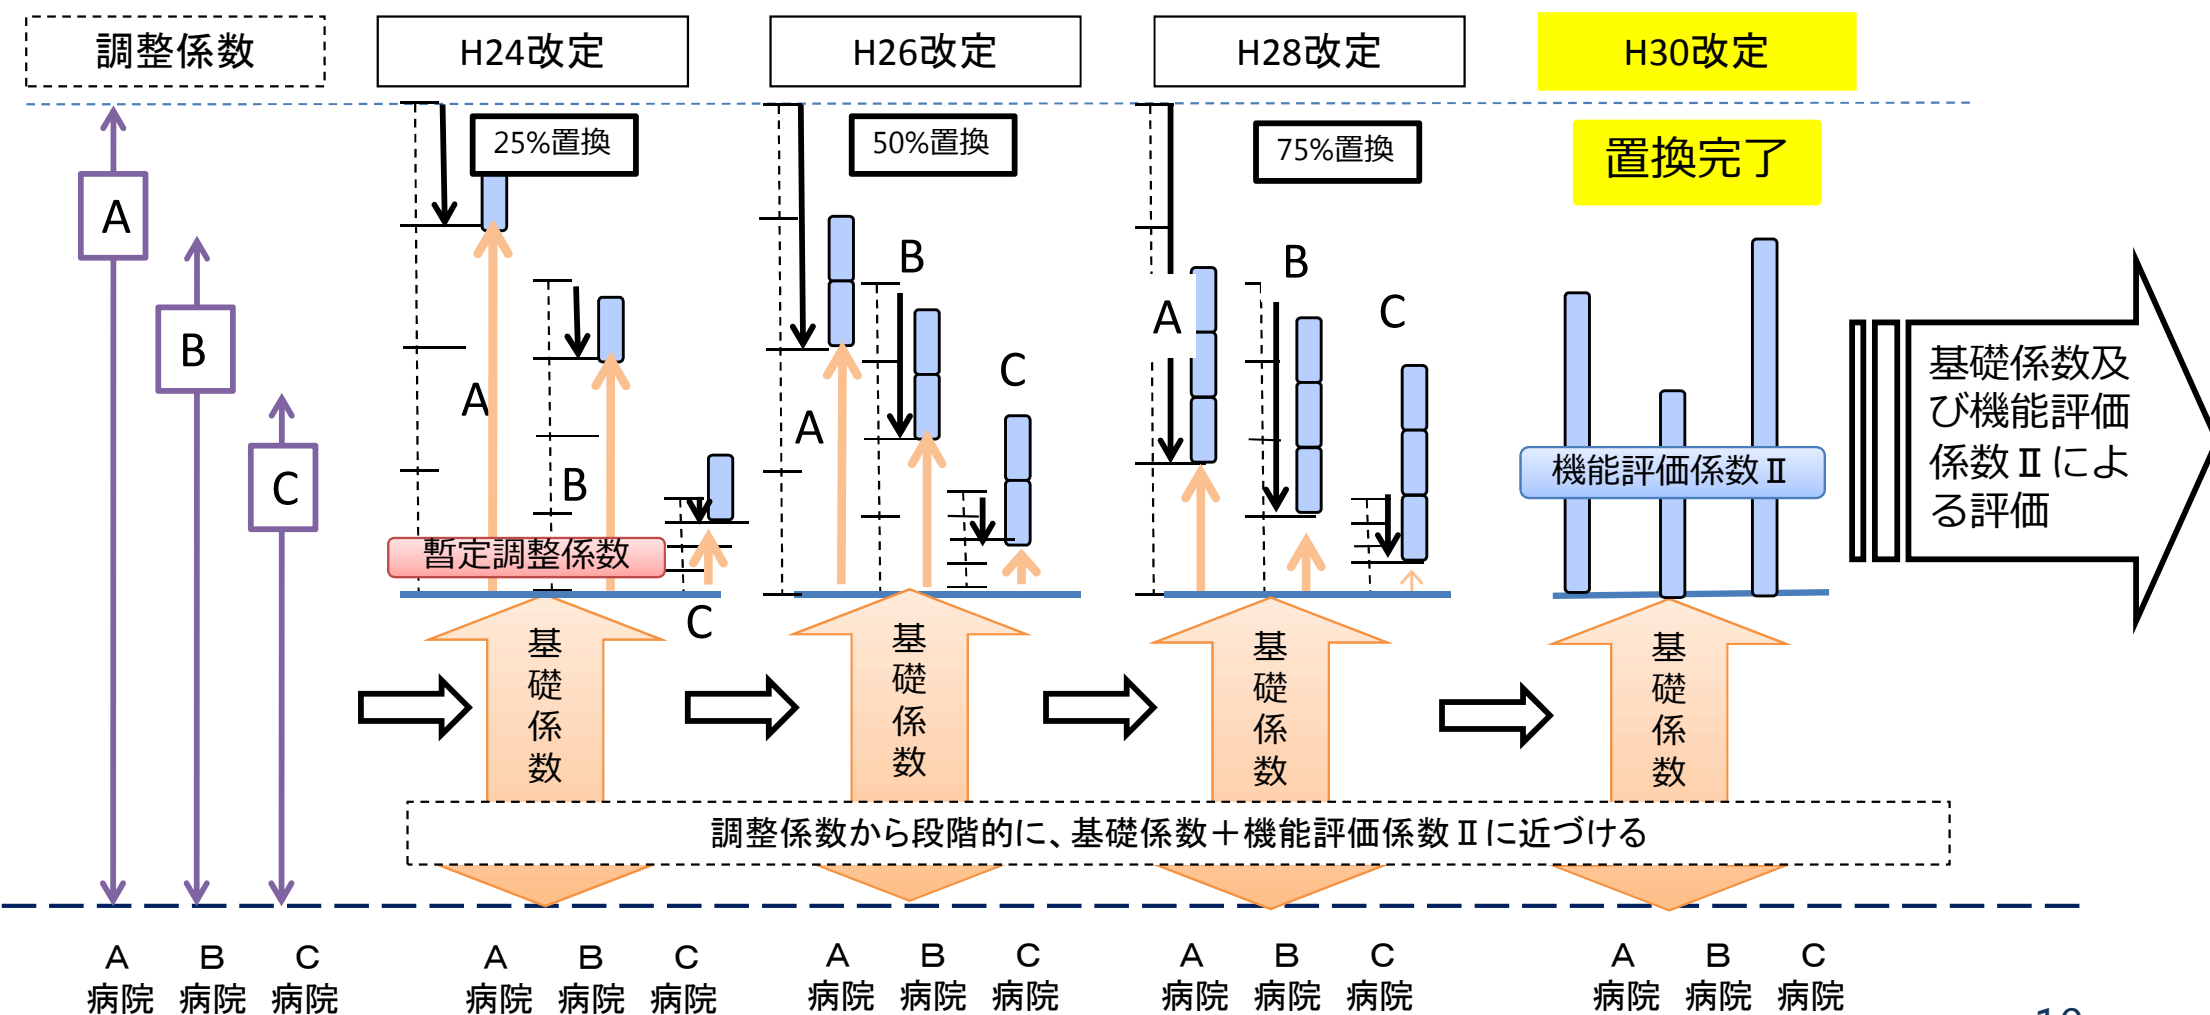 調整係数
H24改定
H26改定
H28改定
H30改定
25%置換
50%置換
75%置換
置換完了
A
B
C
A
B
C
A
B
C
A
B
C
暫定調整係数
機能評価係数Ⅱ
基礎係数及
び機能評価
係数Ⅱによ
る評価
基礎係数
基礎係数
基礎係数
基礎係数
調整係数から段階的に、基礎係数＋機能評価係数Ⅱに近づける
A B C
病院 病院 病院
A B C
病院 病院 病院
A B C
病院 病院 病院
A B C
病院 病院 病院
A B C
病院 病院 病院